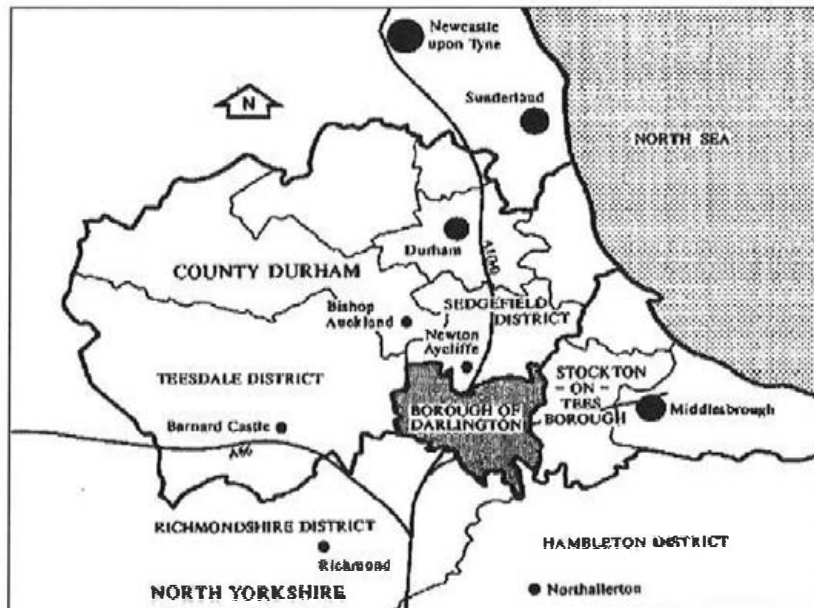 Newcastle
upon Tyne
N
Sunderland
NORTH SEA
Durham
A1(M)
COUNTY DURHAM
Bishop
Auckland
SEDGEFIELD
DISTRICT
Newton
Aycliffe
TEESDALE DISTRICT
STOCKTON
– ON –
TEES
BOROUGH
BOROUGH OF
DARLINGTON
Middlesbrough
Barnard Castle
A66
RICHMONDSHIRE DISTRICT
HAMBLETON DISTRICT
Richmond
NORTH YORKSHIRE
Northallerton